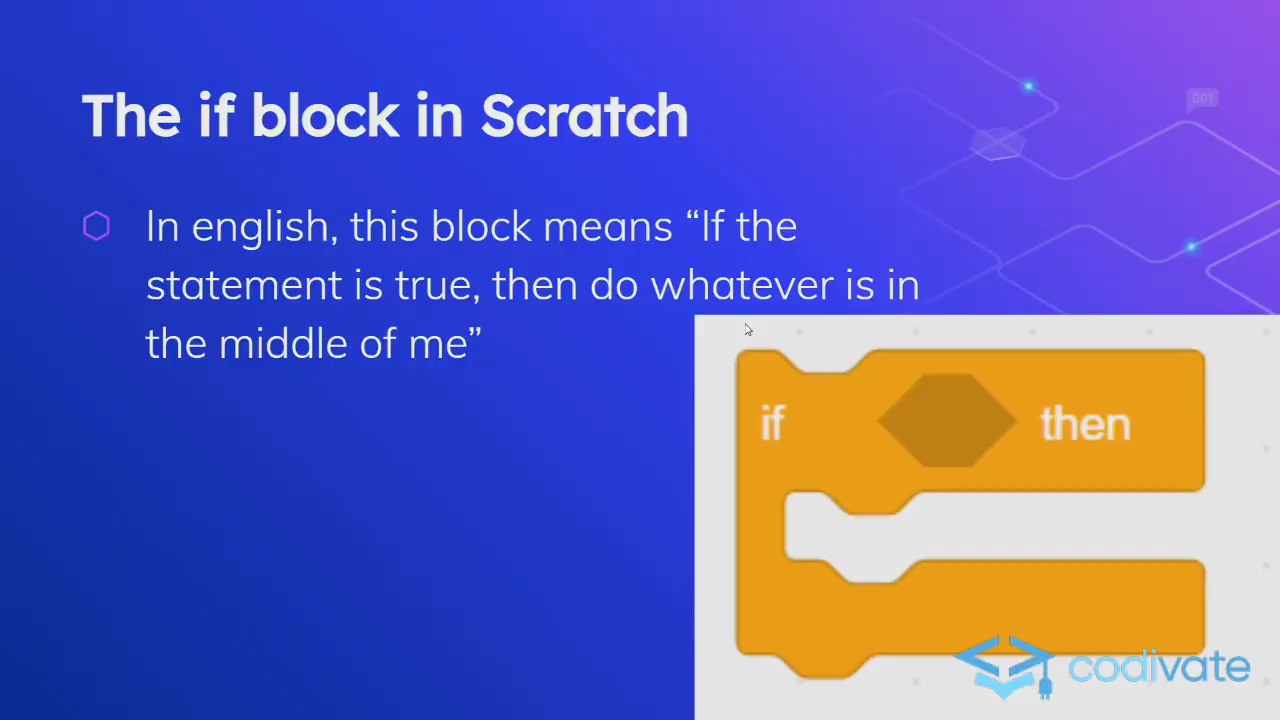 The if block in Scratch
In english, this block means “If the
statement is true, then do whatever is in
the middle of me”
001
if then
codivate